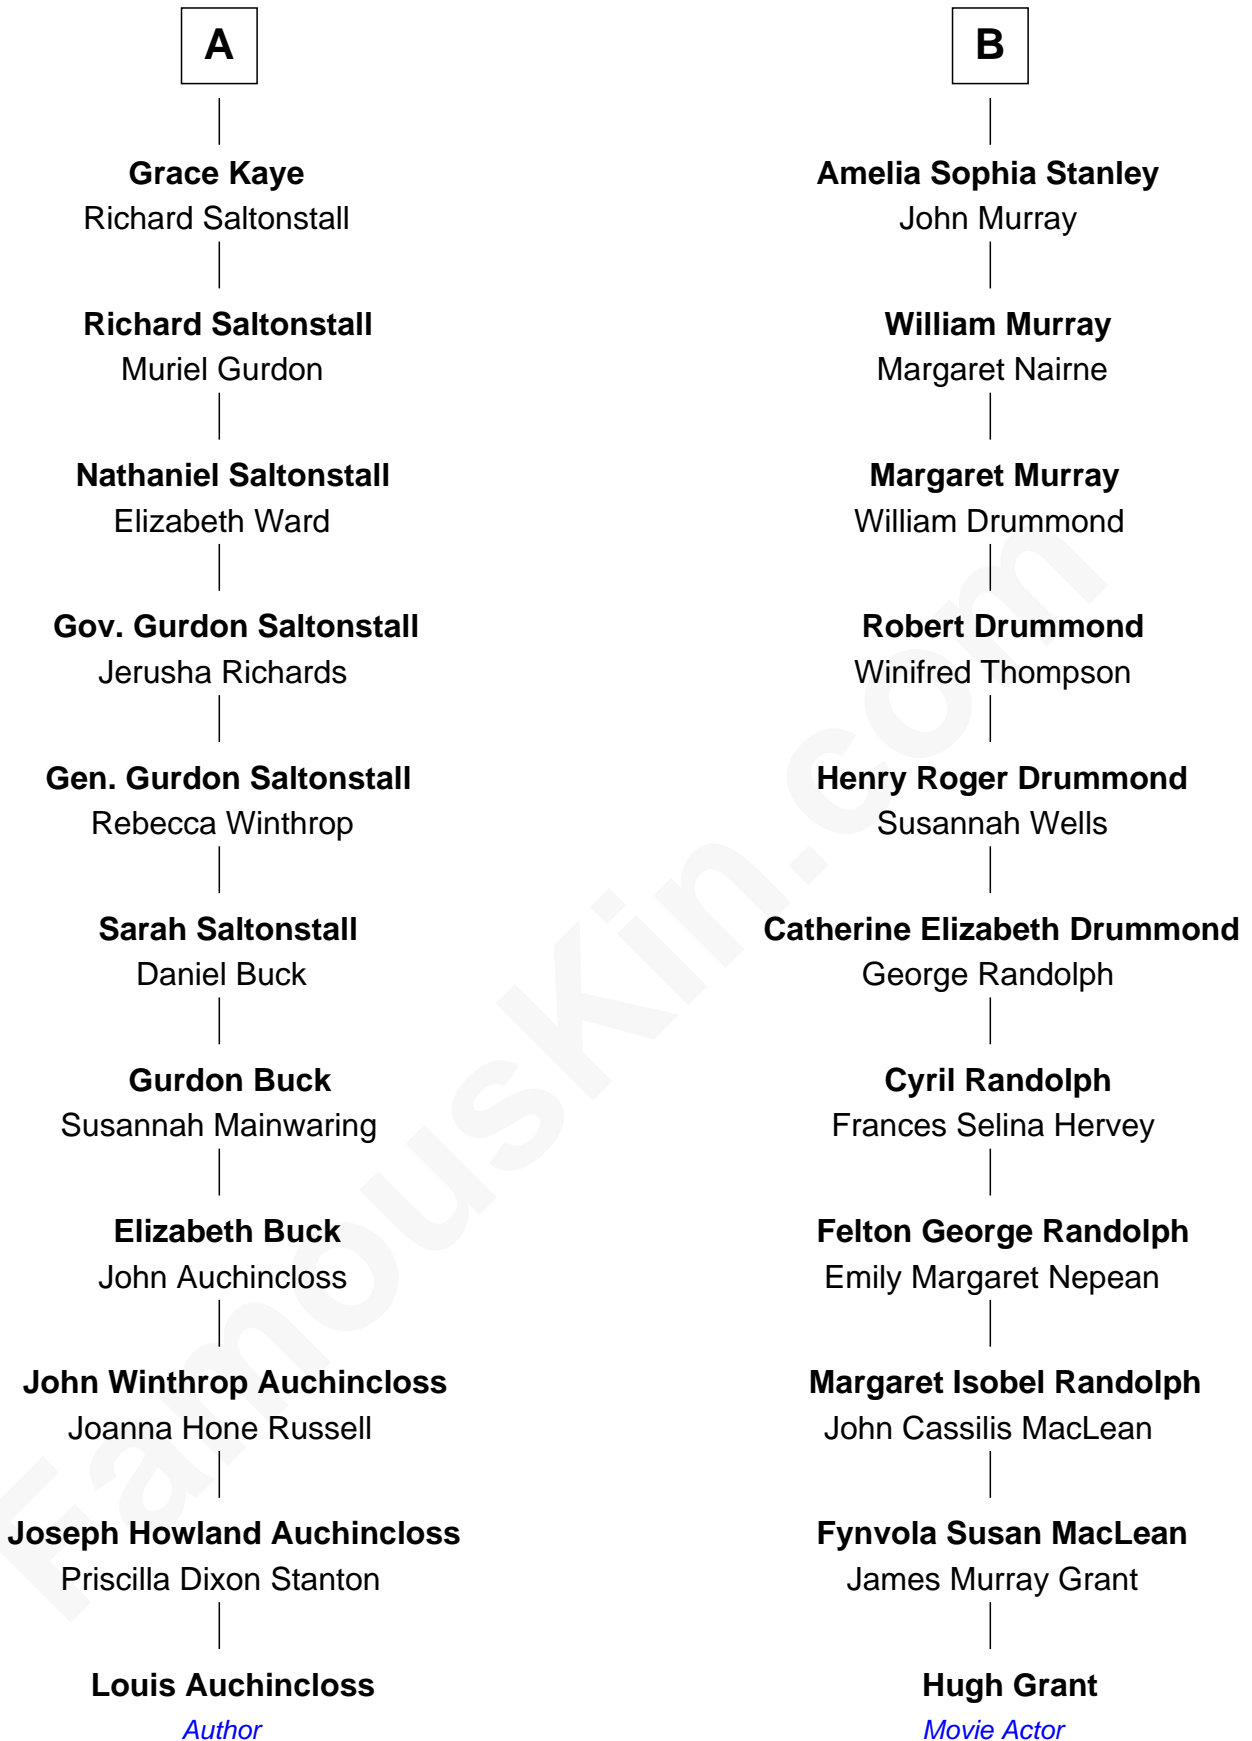 A
Grace Kaye
Richard Saltonstall
Richard Saltonstall
Muriel Gurdon
Nathaniel Saltonstall
Elizabeth Ward
Gov. Gurdon Saltonstall
Jerusha Richards
Gen. Gurdon Saltonstall
Rebecca Winthrop
Sarah Saltonstall
Daniel Buck
Gurdon Buck
Susannah Mainwaring
Elizabeth Buck
John Auchincloss
John Winthrop Auchincloss
Joanna Hone Russell
Joseph Howland Auchincloss
Priscilla Dixon Stanton
Louis Auchincloss
Author
B
Amelia Sophia Stanley
John Murray
William Murray
Margaret Nairne
Margaret Murray
William Drummond
Robert Drummond
Winifred Thompson
Henry Roger Drummond
Susannah Wells
Catherine Elizabeth Drummond
George Randolph
Cyril Randolph
Frances Selina Hervey
Felton George Randolph
Emily Margaret Nepean
Margaret Isobel Randolph
John Cassilis MacLean
Fynvola Susan MacLean
James Murray Grant
Hugh Grant
Movie Actor
FamousKin.com